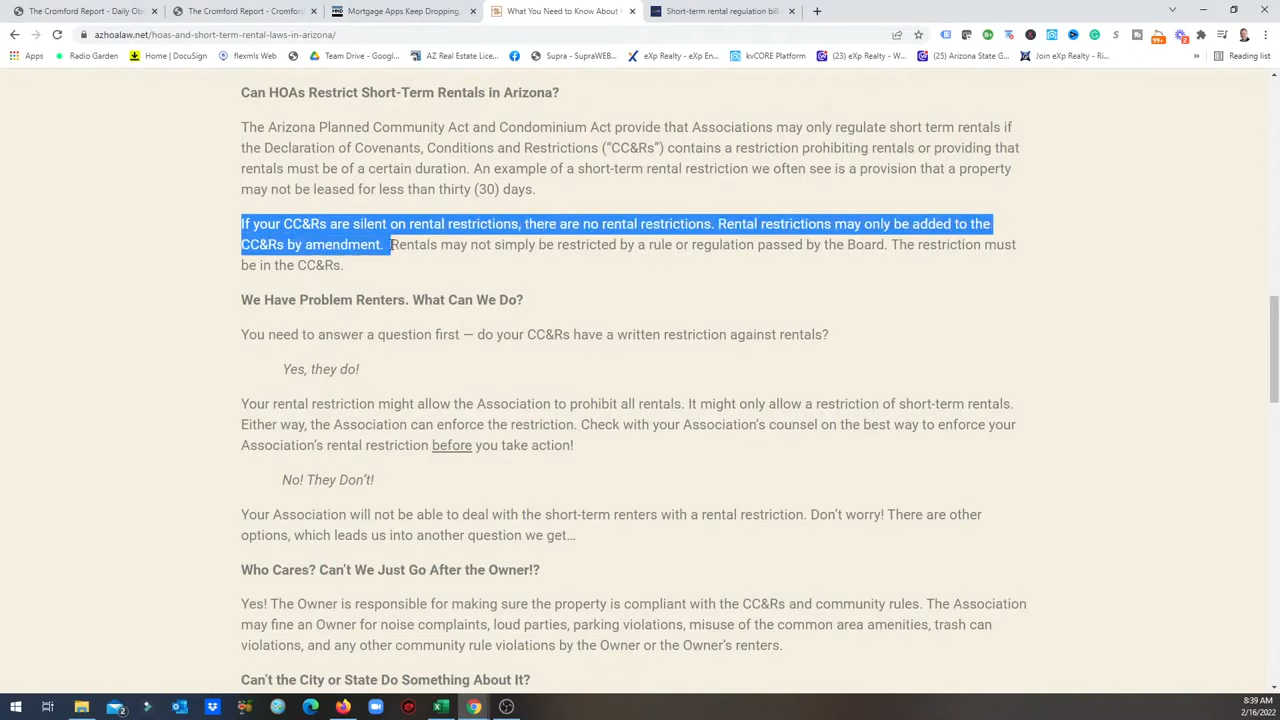 The Cromford Report - Daily Obs
The Cromford Report - Cromford
Mortgage Apps Keep Dropping,
What You Need to Know About H
Short-term rental regulation bill r
azhoalaw.net/hoas-and-short-term-rental-laws-in-arizona/
Apps
Radio Garden
Home | DocuSign
flexmls Web
Team Drive - Googl...
AZ Real Estate Lice...
Supra - SupraWEB...
eXp Realty - eXp En...
kvCORE Platform
(23) eXp Realty – W...
(25) Arizona State G...
Join eXp Realty - Ri...
»
Reading list
Can HOAs Restrict Short-Term Rentals in Arizona?
The Arizona Planned Community Act and Condominium Act provide that Associations may only regulate short term rentals if
the Declaration of Covenants, Conditions and Restrictions (“CC&Rs”) contains a restriction prohibiting rentals or providing that
rentals must be of a certain duration. An example of a short-term rental restriction we often see is a provision that a property
may not be leased for less than thirty (30) days.
If your CC&Rs are silent on rental restrictions, there are no rental restrictions. Rental restrictions may only be added to the
CC&Rs by amendment. Rentals may not simply be restricted by a rule or regulation passed by the Board. The restriction must
be in the CC&Rs.
We Have Problem Renters. What Can We Do?
You need to answer a question first — do your CC&Rs have a written restriction against rentals?
Yes, they do!
Your rental restriction might allow the Association to prohibit all rentals. It might only allow a restriction of short-term rentals.
Either way, the Association can enforce the restriction. Check with your Association’s counsel on the best way to enforce your
Association’s rental restriction before you take action!
No! They Don’t!
Your Association will not be able to deal with the short-term renters with a rental restriction. Don’t worry! There are other
options, which leads us into another question we get…
Who Cares? Can’t We Just Go After the Owner!?
Yes! The Owner is responsible for making sure the property is compliant with the CC&Rs and community rules. The Association
may fine an Owner for noise complaints, loud parties, parking violations, misuse of the common area amenities, trash can
violations, and any other community rule violations by the Owner or the Owner’s renters.
Can’t the City or State Do Something About It?
8:39 AM
2/16/2022